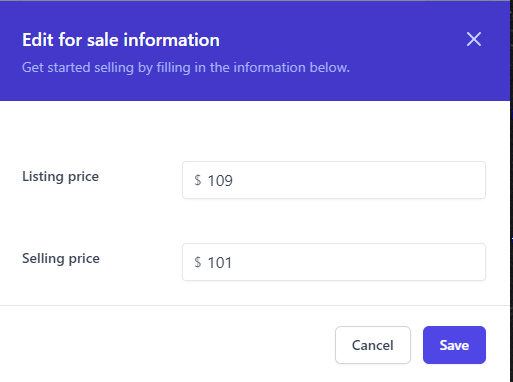 Edit for sale information
Get started selling by filling in the information below.
Listing price
$ 109
Selling price
$ 101
Cancel
Save